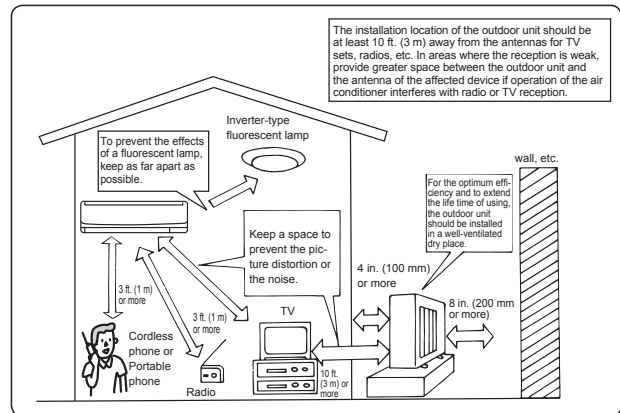 The installation location of the outdoor unit should be
at least 10 ft. (3 m) away from the antennas for TV
sets, radios, etc. In areas where the reception is weak,
provide greater space between the outdoor unit and
the antenna of the affected device if operation of the air
conditioner interferes with radio or TV reception.
Inverter-type
fluorescent lamp
To prevent the effects
of a fluorescent lamp,
keep as far apart as
possible.
wall, etc.
For the optimum effi-
ciency and to extend
the life time of using,
the outdoor unit
should be installed
in a well-ventilated
dry place.
Keep a space to
prevent the pic-
ture distortion or
the noise.
4 in. (100 mm)
or more
8 in. (200 mm
or more)
3 ft. (1 m)
or more
3 ft. (1 m)
or more
TV
Cordless
phone or
Portable
phone
Radio
10 ft.
(3 m) or
more